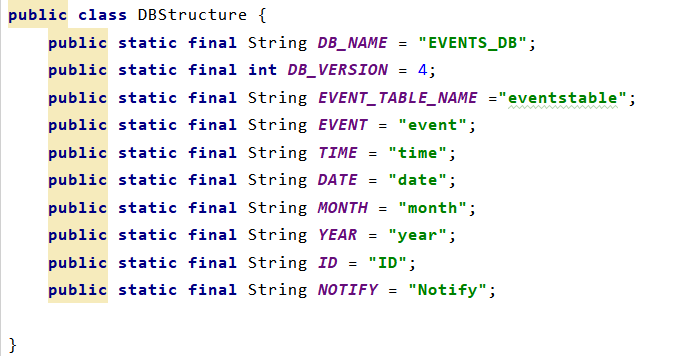 public class DBStructure {
public static final String DB_NAME = "EVENTS_DB";
public static final int DB_VERSION = 4;
public static final String EVENT_TABLE_NAME ="eventstable";
public static final String EVENT = "event";
public static final String TIME = "time";
public static final String DATE = "date";
public static final String MONTH = "month";
public static final String YEAR = "year";
public static final String ID = "ID";
public static final String NOTIFY = "Notify";
}